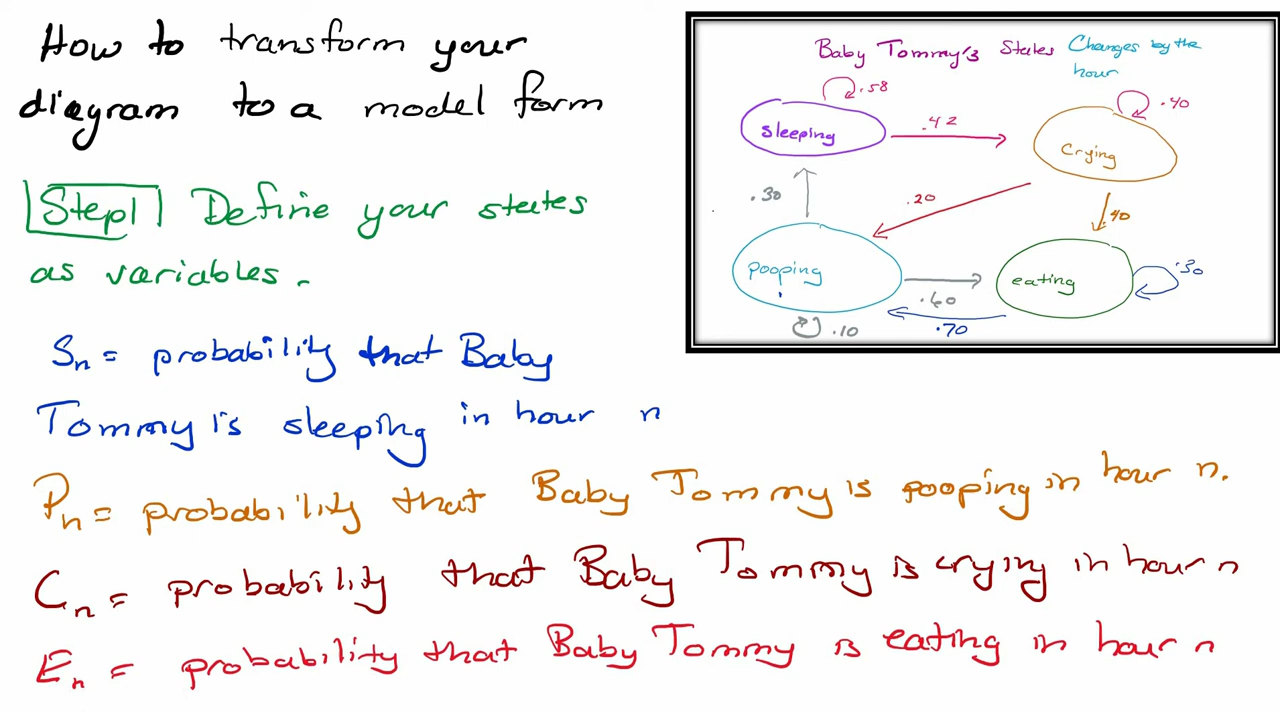 How to transform your
diagram to a model form
Step 1 Define your states
as variables.
Sn = probability that Baby
Tommy is sleeping in hour n
Pn = probability that Baby Tommy is pooping in hour n.
Cn = probability that Baby Tommy is crying in hour n
En = probability that Baby Tommy is eating in hour n
Baby Tommy's States Changes by the
hour
.58
.40
sleeping
.42
Crying
.30
.20
.40
pooping
eating
.30
.60
.10
.70